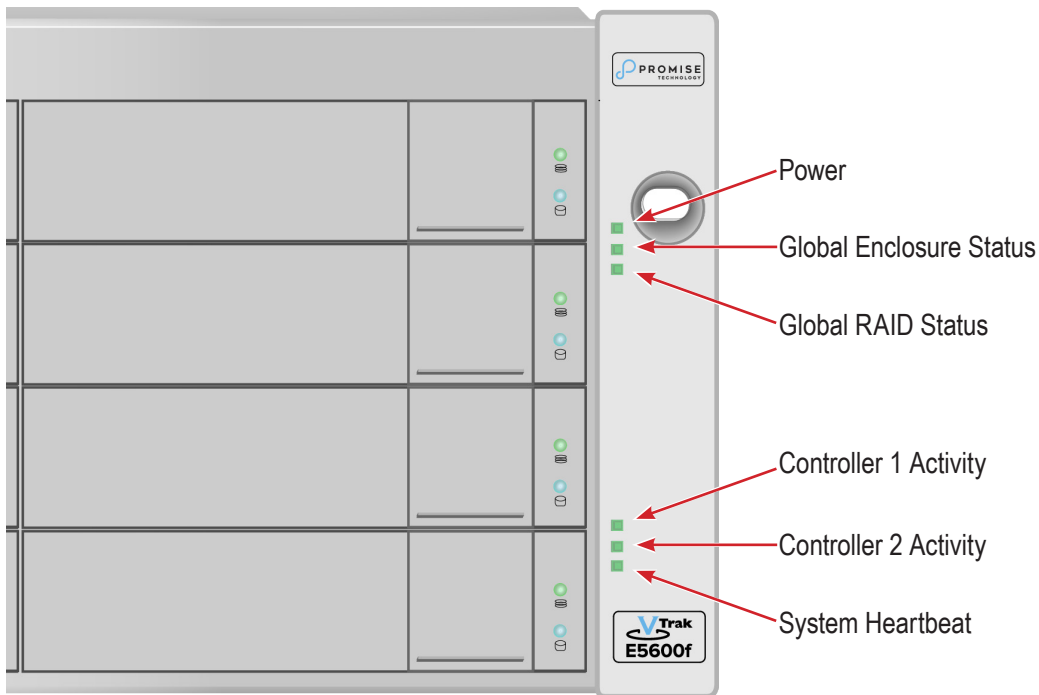 PROMISE
TECHNOLOGY
Power
Global Enclosure Status
Global RAID Status
Controller 1 Activity
Controller 2 Activity
System Heartbeat
VTrak
E5600f